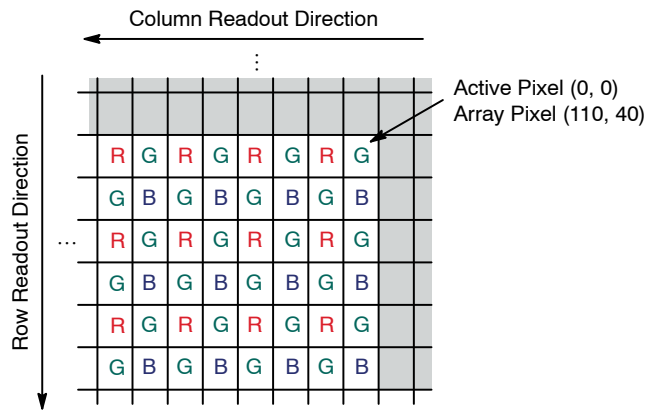 Column Readout Direction
...
Active Pixel (0, 0)
Array Pixel (110, 40)
Row Readout Direction
R G R G R G R G
G B G B G B G B
...
R G R G R G R G
G B G B G B G B
R G R G R G R G
G B G B G B G B